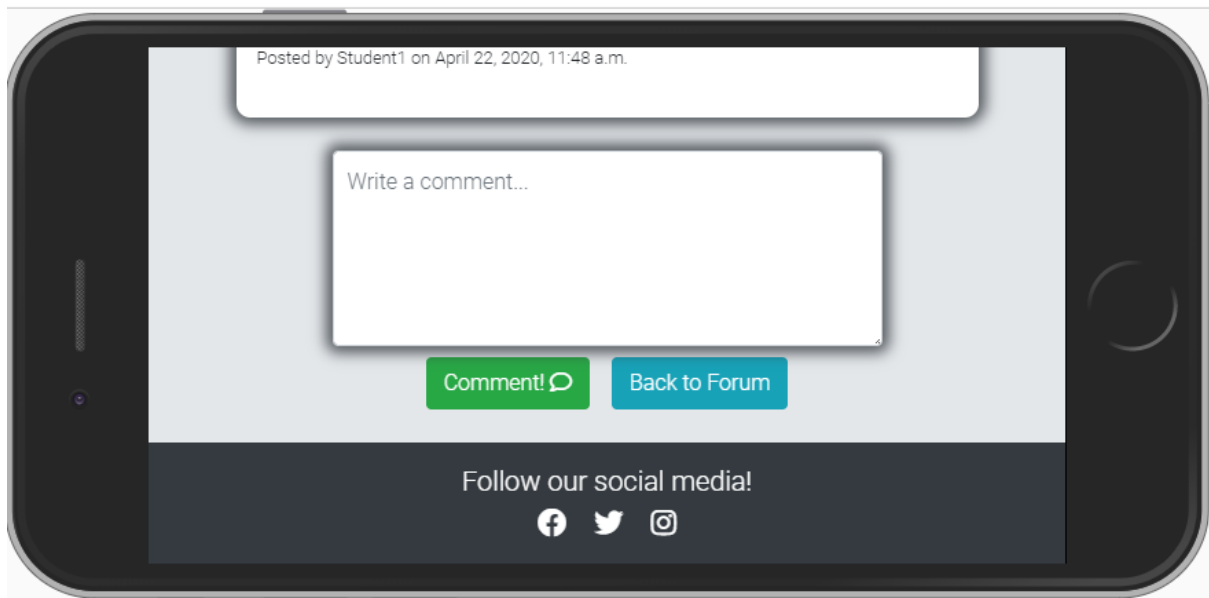 Posted by Student1 on April 22, 2020, 11:48 a.m.
Write a comment...
Comment! Back to Forum
Follow our social media!